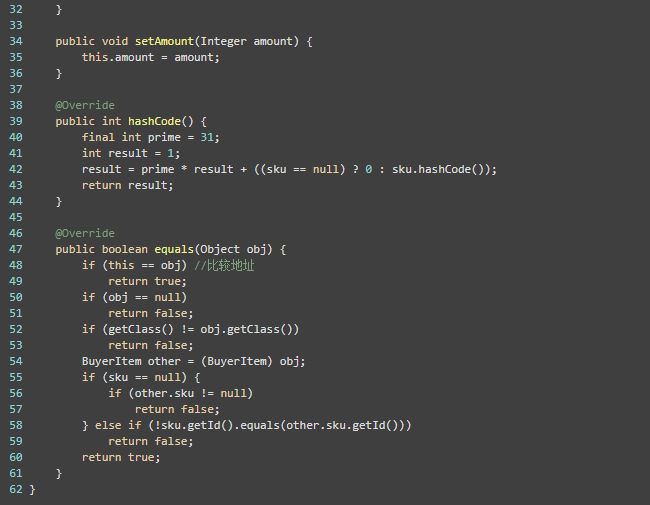 32     }
33
34     public void setAmount(Integer amount) {
35         this.amount = amount;
36     }
37
38     @Override
39     public int hashCode() {
40         final int prime = 31;
41         int result = 1;
42         result = prime * result + ((sku == null) ? 0 : sku.hashCode());
43         return result;
44     }
45
46     @Override
47     public boolean equals(Object obj) {
48         if (this == obj) //比较地址
49             return true;
50         if (obj == null)
51             return false;
52         if (getClass() != obj.getClass())
53             return false;
54         BuyerItem other = (BuyerItem) obj;
55         if (sku == null) {
56             if (other.sku != null)
57                 return false;
58         } else if (!sku.getId().equals(other.sku.getId()))
59             return false;
60         return true;
61     }
62 }